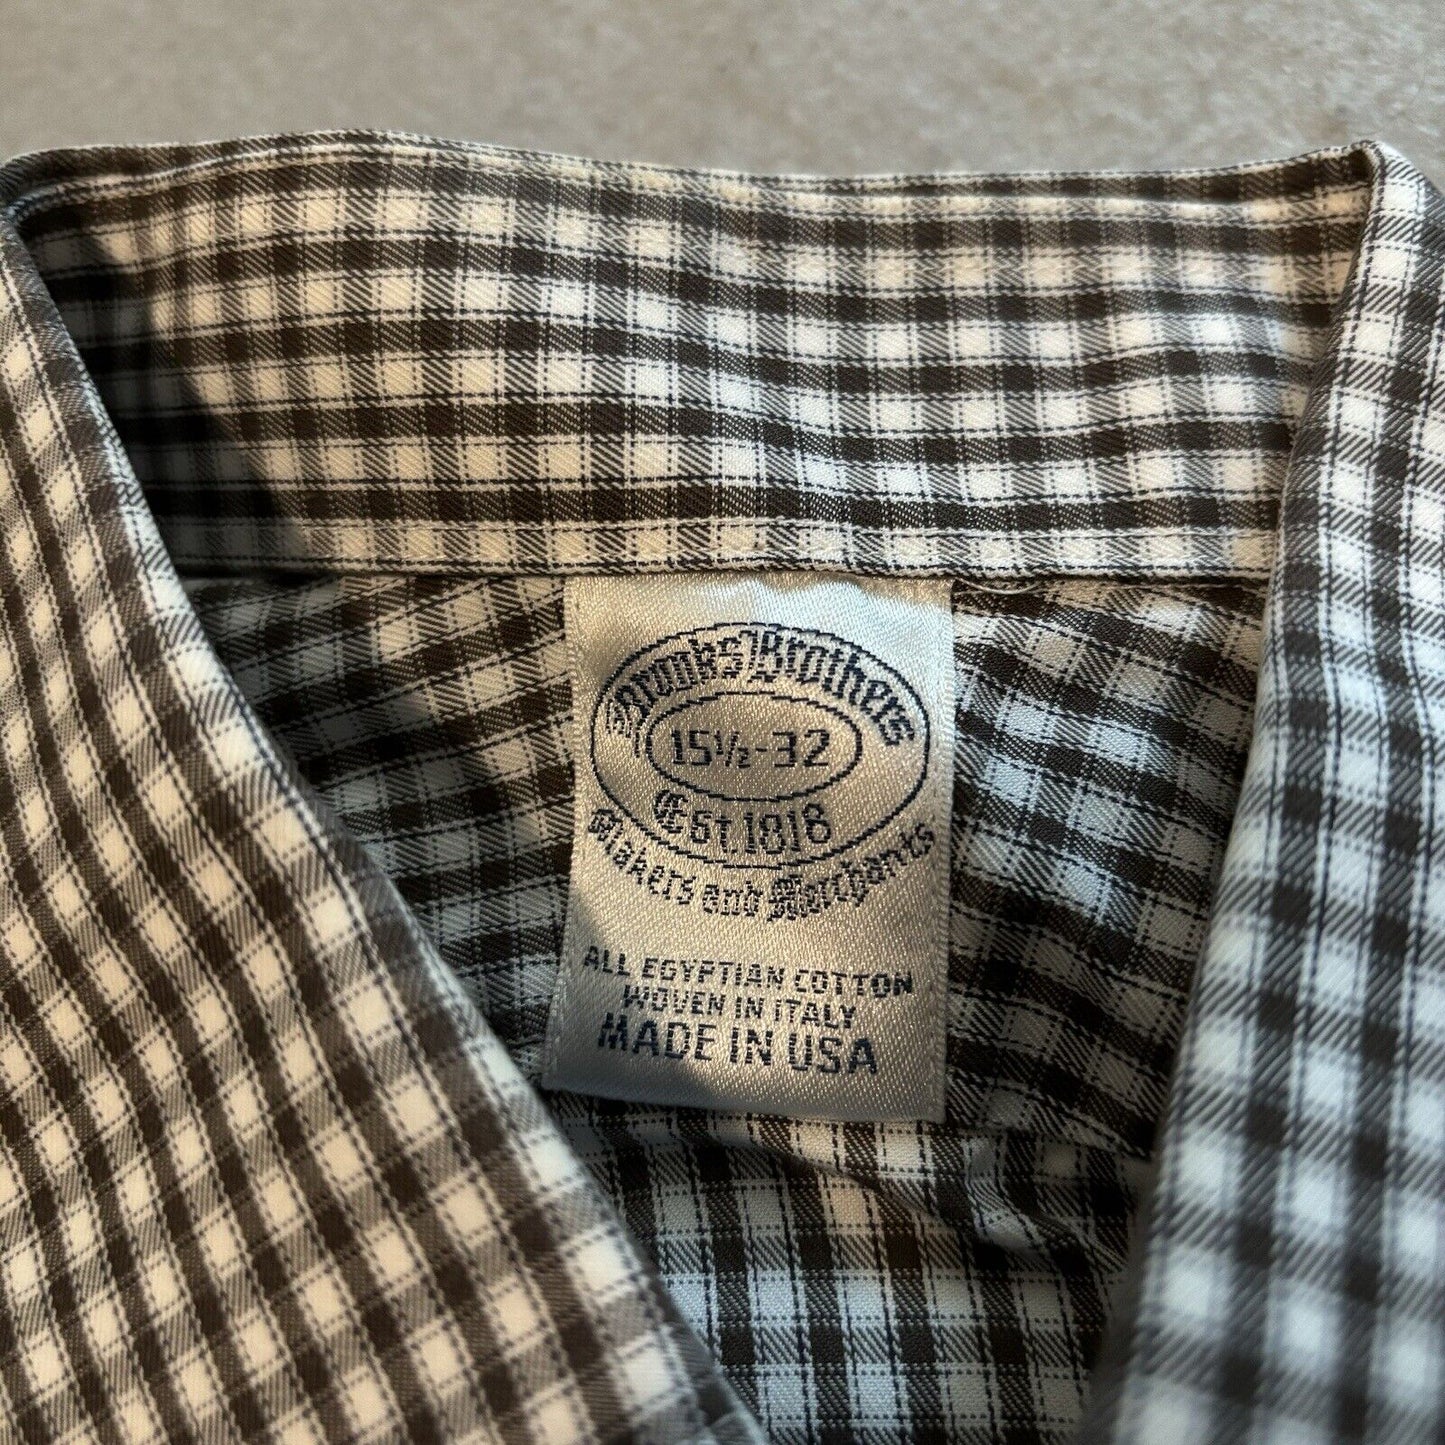 Brooks Brothers
15½-32
Est. 1818
Makers and Merchants
ALL EGYPTIAN COTTON
WOVEN IN ITALY
MADE IN USA